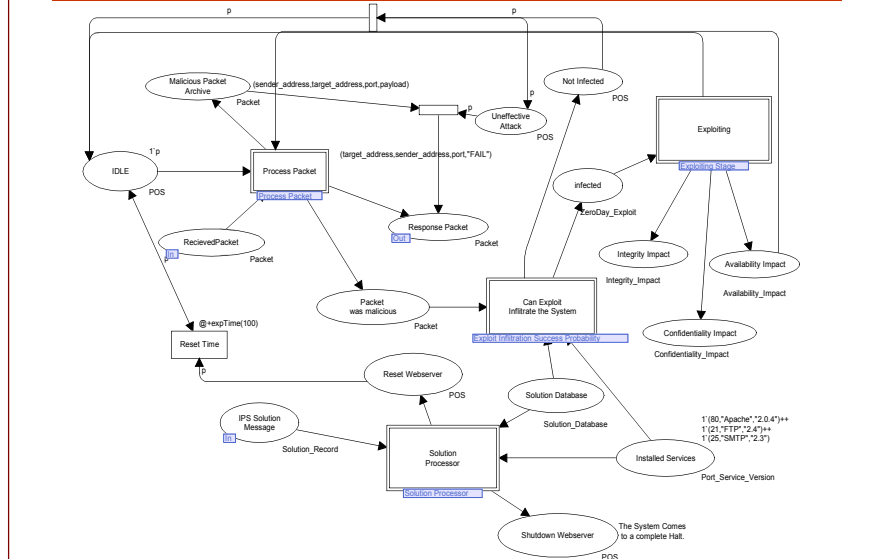 p
p
Malicious Packet
Archive
(sender_address,target_address,port,payload)
Packet
p
Uneffective
Attack
p
POS
Not Infected
POS
Exploiting
Exploiting Stage
1`p
IDLE
POS
(target_address,sender_address,port,"FAIL")
Process Packet
Process Packet
infected
ZeroDay_Exploit
RecievedPacket
In
p
Packet
Response Packet
Out
Packet
Integrity Impact
Integrity_Impact
Availability Impact
Availability_Impact
Packet
was malicious
Packet
Can Exploit
Infiltrate the System
Exploit Infiltration Success Probability
Confidentiality Impact
Confidentiality_Impact
@+expTime(100)
Reset Time
p
Reset Webserver
POS
Solution Database
Solution_Database
IPS Solution
Message
In
Solution_Record
Solution
Processor
Solution Processor
1`(80,"Apache","2.0.4")++
1`(21,"FTP","2.4")++
1`(25,"SMTP","2.3")
Installed Services
Port_Service_Version
Shutdown Webserver
The System Comes
to a complete Halt.
POS